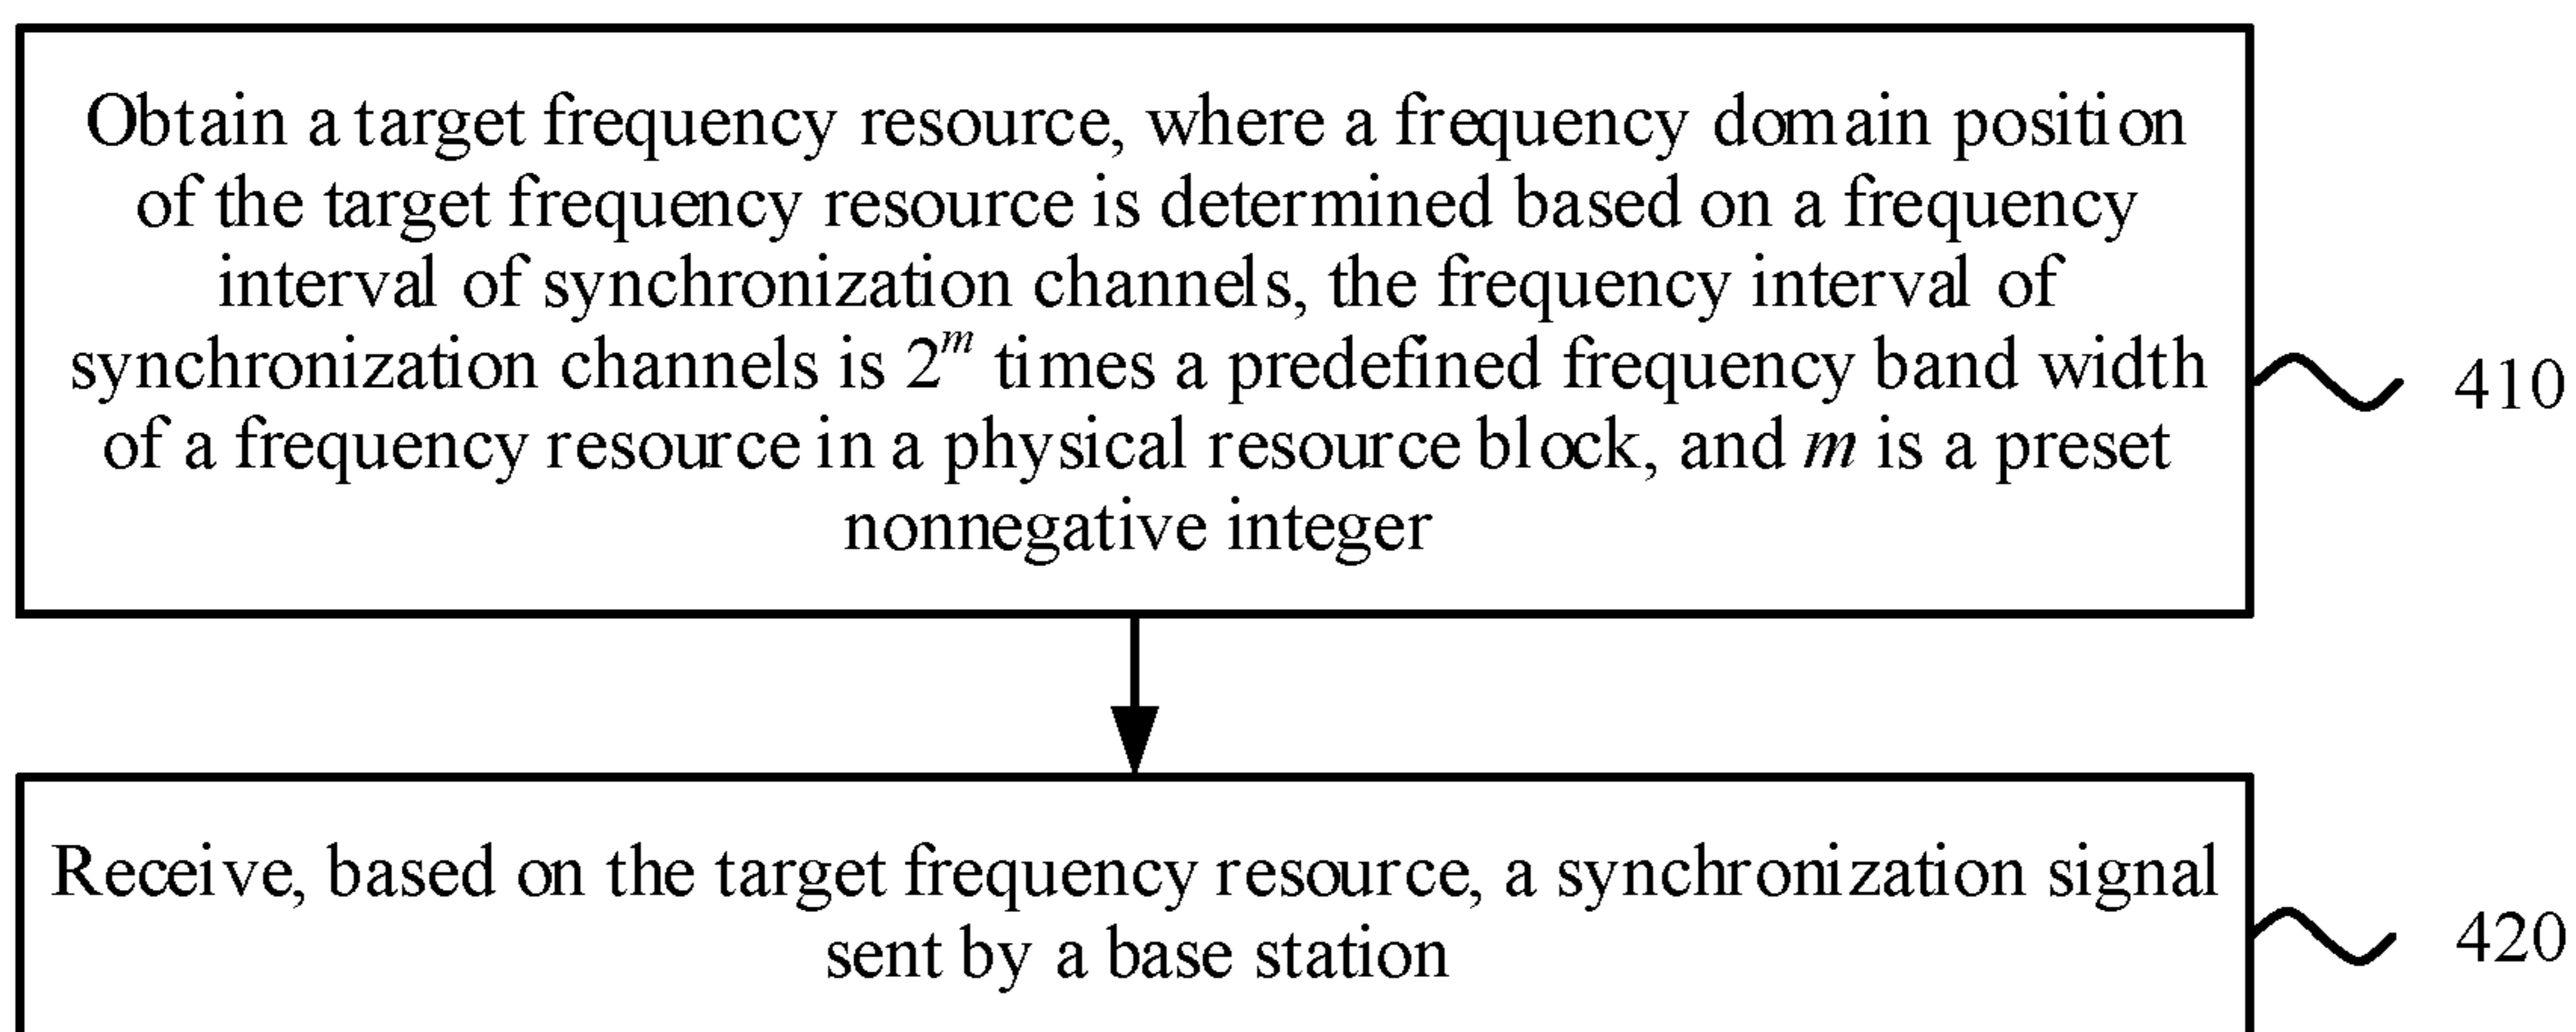 Obtain a target frequency resource, where a frequency domain position
of the target frequency resource is determined based on a frequency
interval of synchronization channels, the frequency interval of
synchronization channels is 2^m times a predefined frequency band width
of a frequency resource in a physical resource block, and m is a preset
nonnegative integer
410
Receive, based on the target frequency resource, a synchronization signal
sent by a base station
420